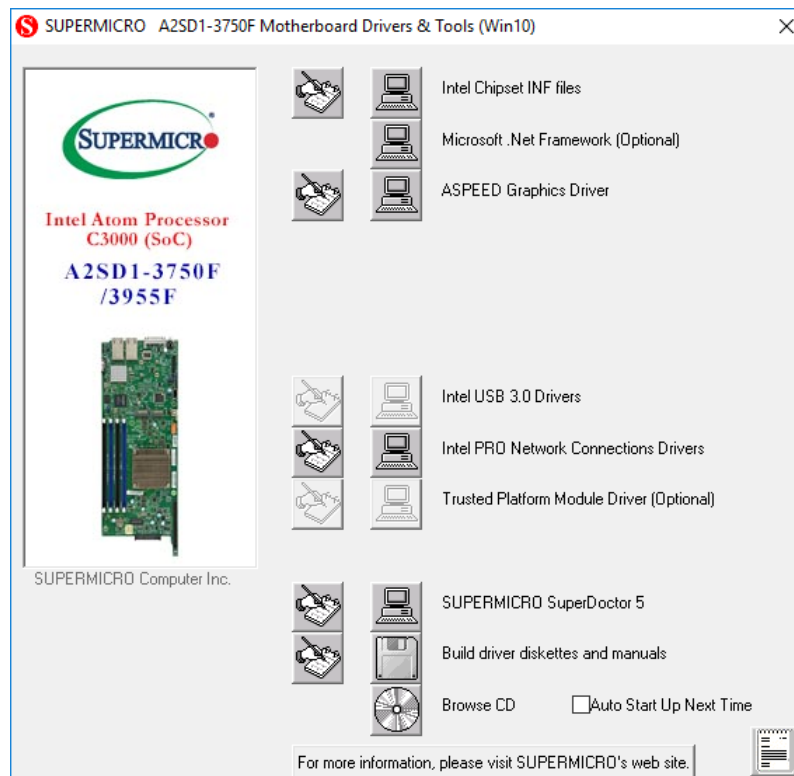 SUPERMICRO A2SD1-3750F Motherboard Drivers & Tools (Win10)
SUPERMICR
Intel Atom Processor
C3000 (SoC)
A2SD1-3750F
/3955F
SUPERMICRO Computer Inc.
Intel Chipset INF files
Microsoft .Net Framework (Optional)
ASPEED Graphics Driver
Intel USB 3.0 Drivers
Intel PRO Network Connections Drivers
Trusted Platform Module Driver (Optional)
SUPERMICRO SuperDoctor 5
Build driver diskettes and manuals
Browse CD
Auto Start Up Next Time
For more information, please visit SUPERMICRO's web site.